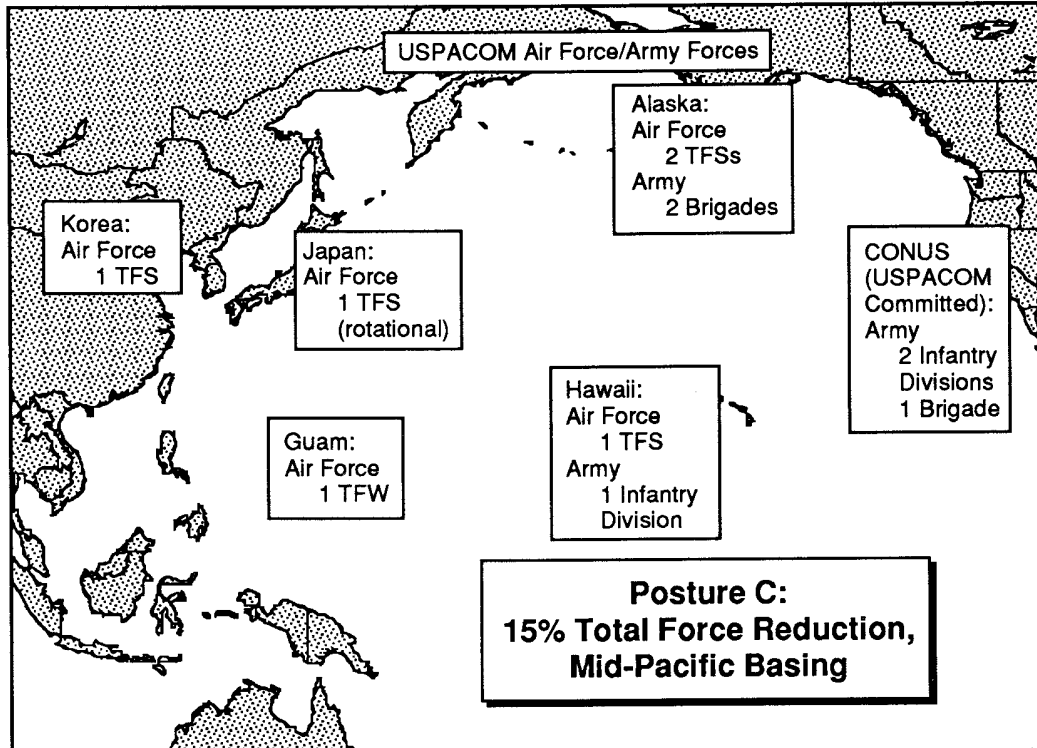 USPACOM Air Force/Army Forces
Alaska:
Air Force
2 TFSs
Army
2 Brigades
Korea:
Air Force
1 TFS
Japan:
Air Force
1 TFS
(rotational)
CONUS
(USPACOM
Committed):
Army
2 Infantry
Divisions
1 Brigade
Hawaii:
Air Force
1 TFS
Army
1 Infantry
Division
Guam:
Air Force
1 TFW
Posture C:
15% Total Force Reduction,
Mid-Pacific Basing